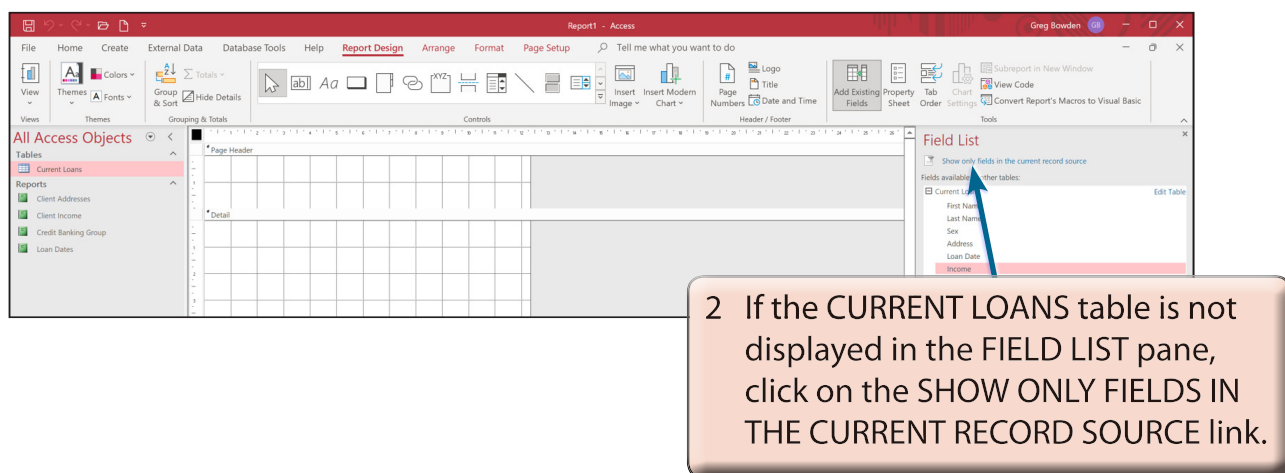 Report1 - Access
Greg Bowden GB
File Home Create External Data Database Tools Help Report Design Arrange Format Page Setup Tell me what you want to do
View
Themes
Colors
Fonts
Group & Sort
Totals
Hide Details
Insert Image
Insert Modern Chart
Page Numbers
Logo
Title
Date and Time
Add Existing Fields
Property Sheet
Tab Order
Chart Settings
Subreport in New Window
View Code
Convert Report's Macros to Visual Basic
Views Themes Grouping & Totals Controls Header / Footer Tools
All Access Objects
Tables
Current Loans
Reports
Client Addresses
Client Income
Credit Banking Group
Loan Dates
Page Header
Detail
Field List
Show only fields in the current record source
Fields available other tables:
Current Edit Table
First Nam
Last Name
Sex
Address
Loan Date
Income
2 If the CURRENT LOANS table is not
displayed in the FIELD LIST pane,
click on the SHOW ONLY FIELDS IN
THE CURRENT RECORD SOURCE link.